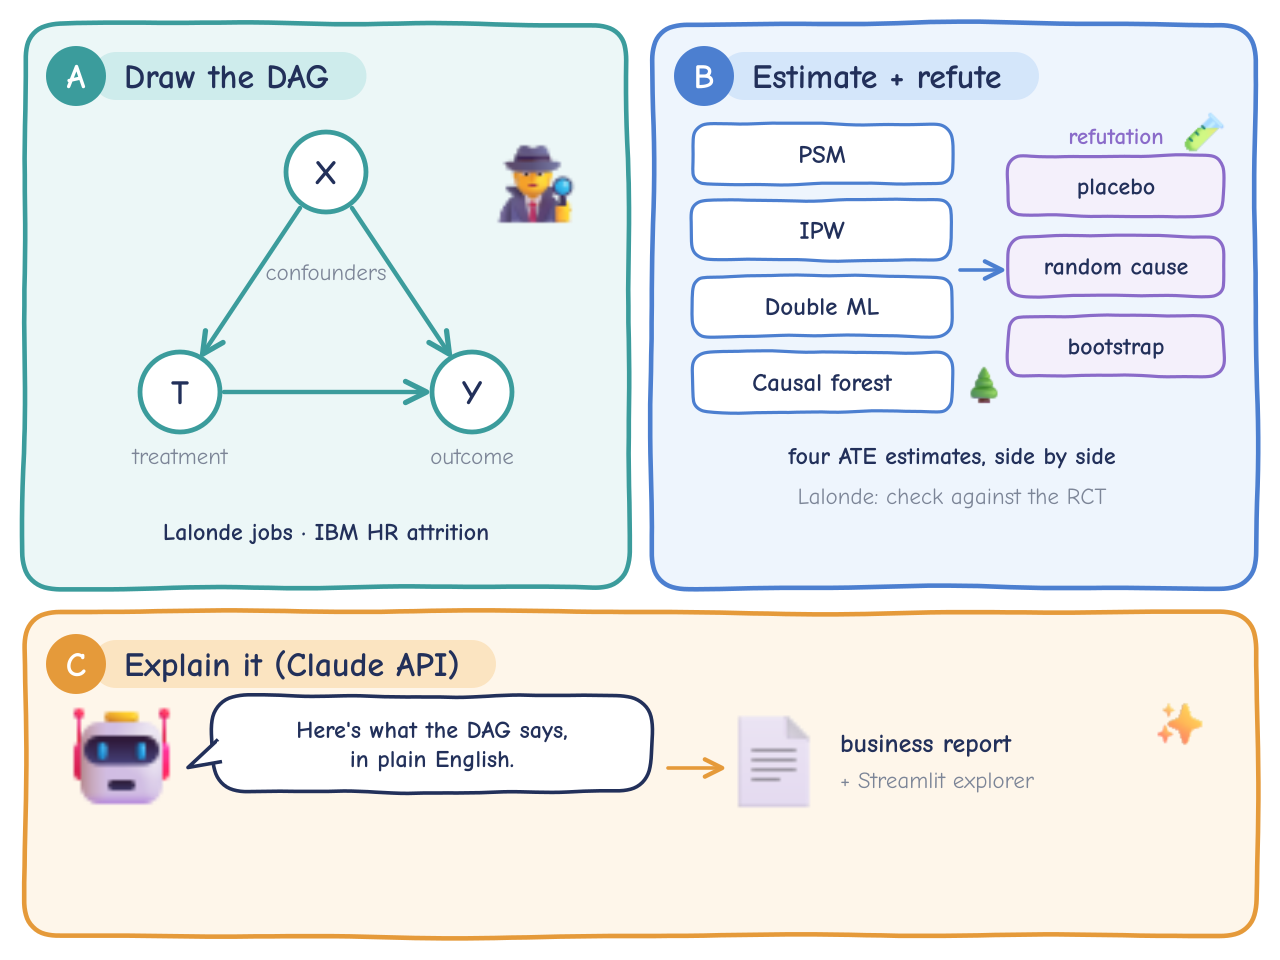 A
Draw the DAG
X
confounders
T
Y
treatment
outcome
Lalonde jobs · IBM HR attrition
B
Estimate + refute
PSM
IPW
Double ML
Causal forest
refutation
placebo
random cause
bootstrap
four ATE estimates, side by side
Lalonde: check against the RCT
C
Explain it (Claude API)
Here's what the DAG says,
in plain English.
business report
+ Streamlit explorer